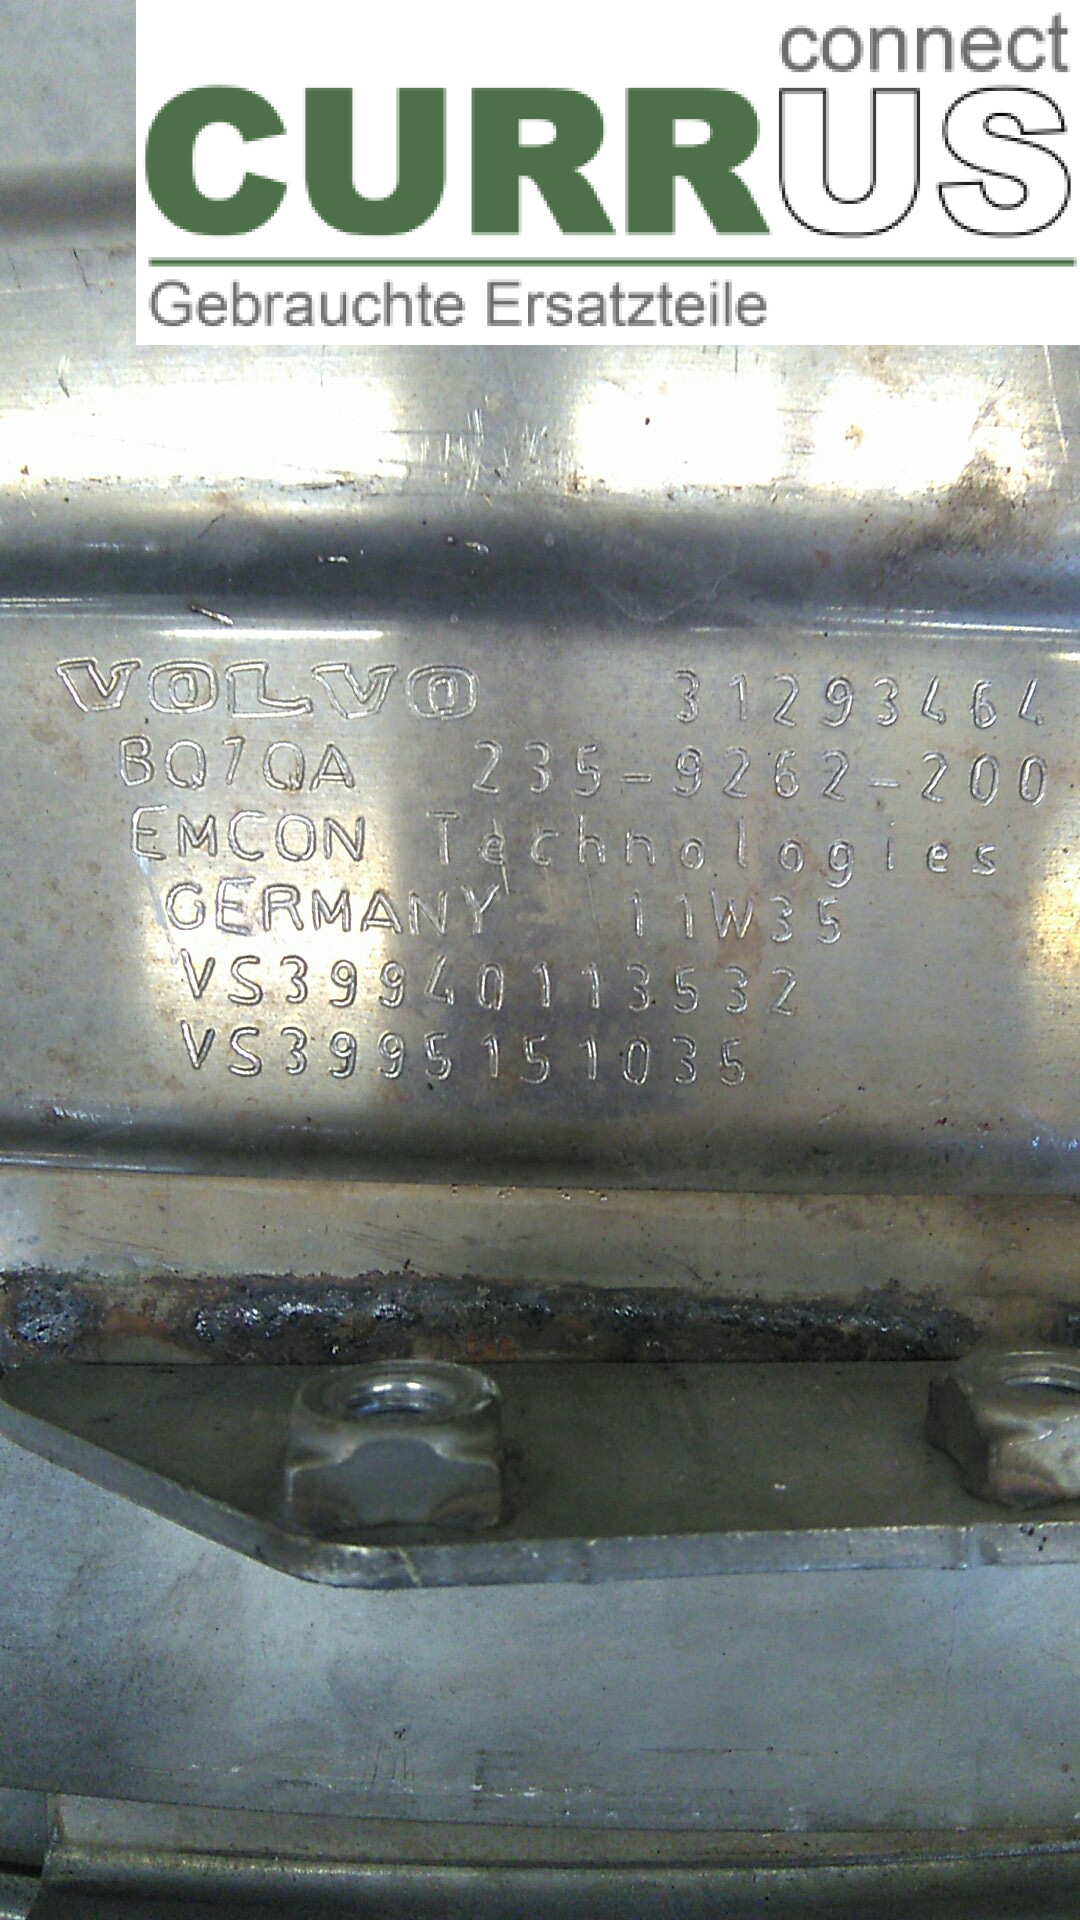 connect
CURRUS
Gebrauchte Ersatzteile
VOLVO 31293464
BQ7QA 235-9262-200
EMCON Technologies
GERMANY 11W35
VS39940113532
VS3995151035